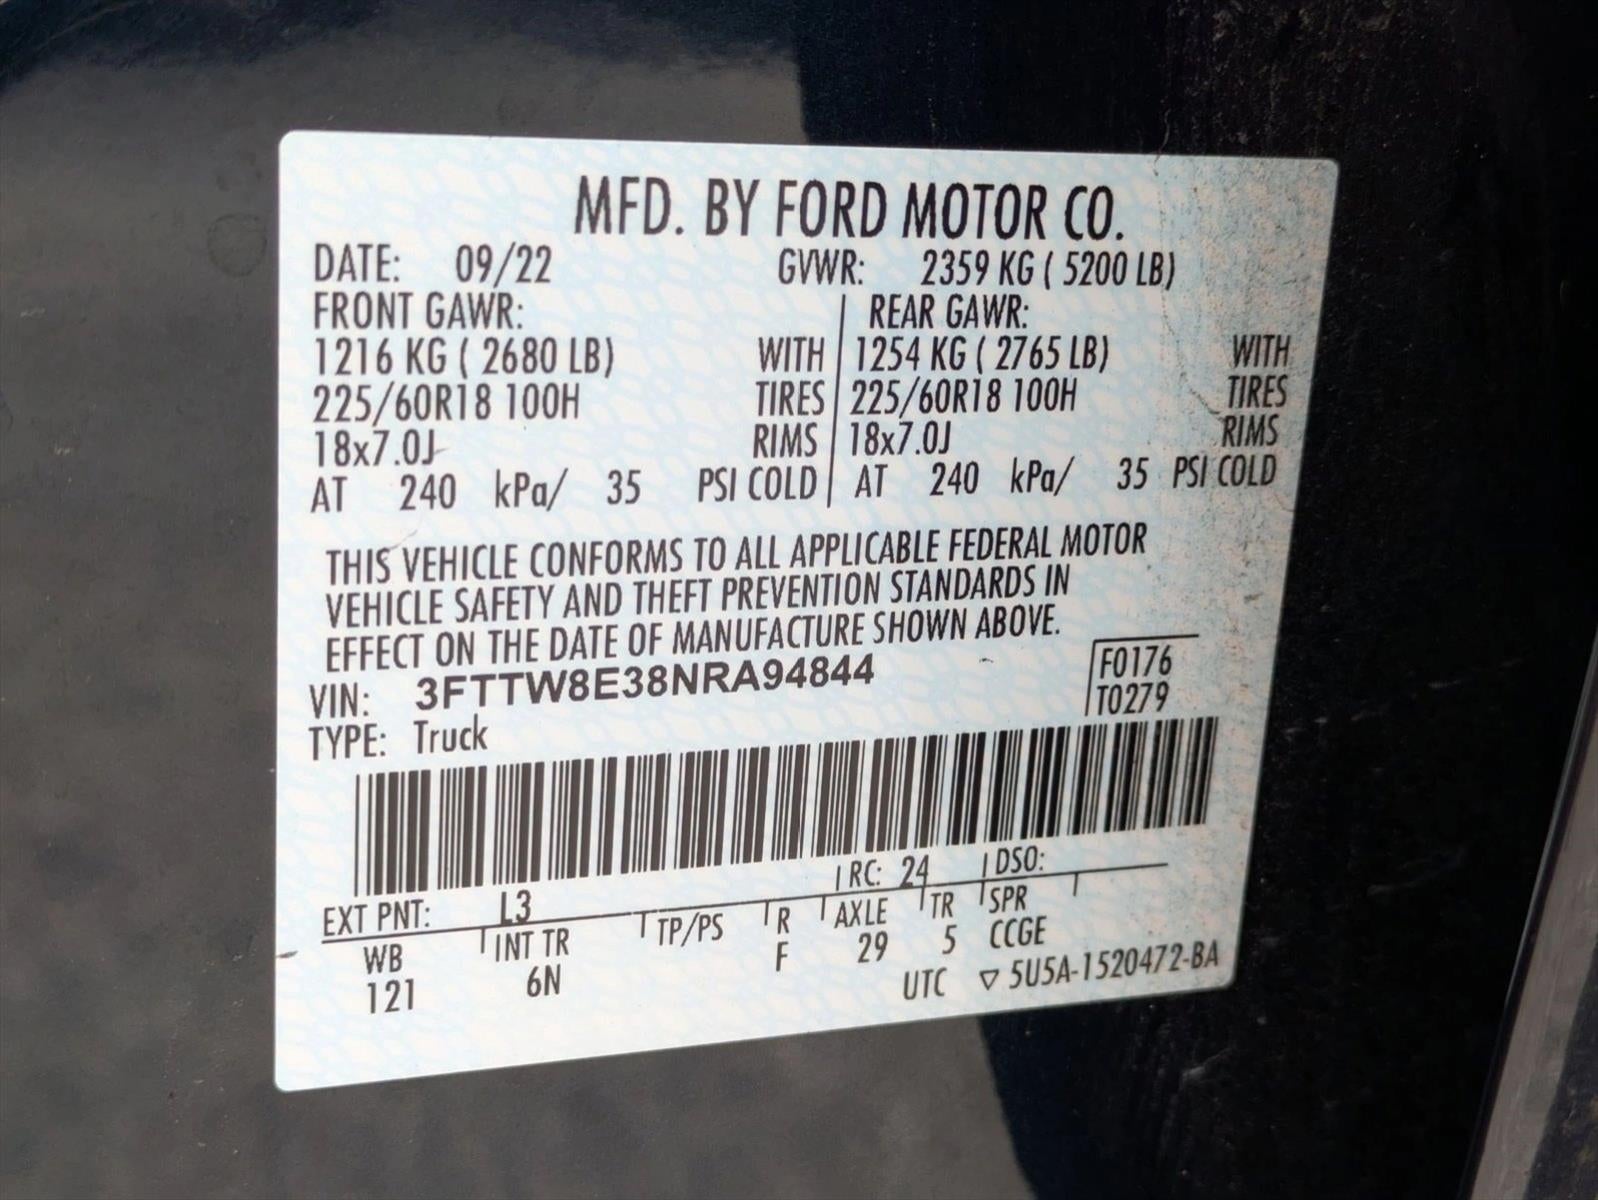 MFD. BY FORD MOTOR CO.
DATE: 09/22 GVWR: 2359 KG ( 5200 LB)
FRONT GAWR: REAR GAWR:
1216 KG ( 2680 LB) WITH 1254 KG ( 2765 LB) WITH
225/60R18 100H TIRES 225/60R18 100H TIRES
18x7.0J RIMS 18x7.0J RIMS
AT 240 kPa/ 35 PSI COLD AT 240 kPa/ 35 PSI COLD
THIS VEHICLE CONFORMS TO ALL APPLICABLE FEDERAL MOTOR
VEHICLE SAFETY AND THEFT PREVENTION STANDARDS IN
EFFECT ON THE DATE OF MANUFACTURE SHOWN ABOVE.
VIN: 3FTTW8E38NRA94844 F0176
TYPE: Truck T0279
EXT PNT: L3 RC: 24 DSO:
WB INT TR TP/PS R AXLE TR SPR
121 6N F 29 5 CCGE
UTC ▽ 5U5A-1520472-BA